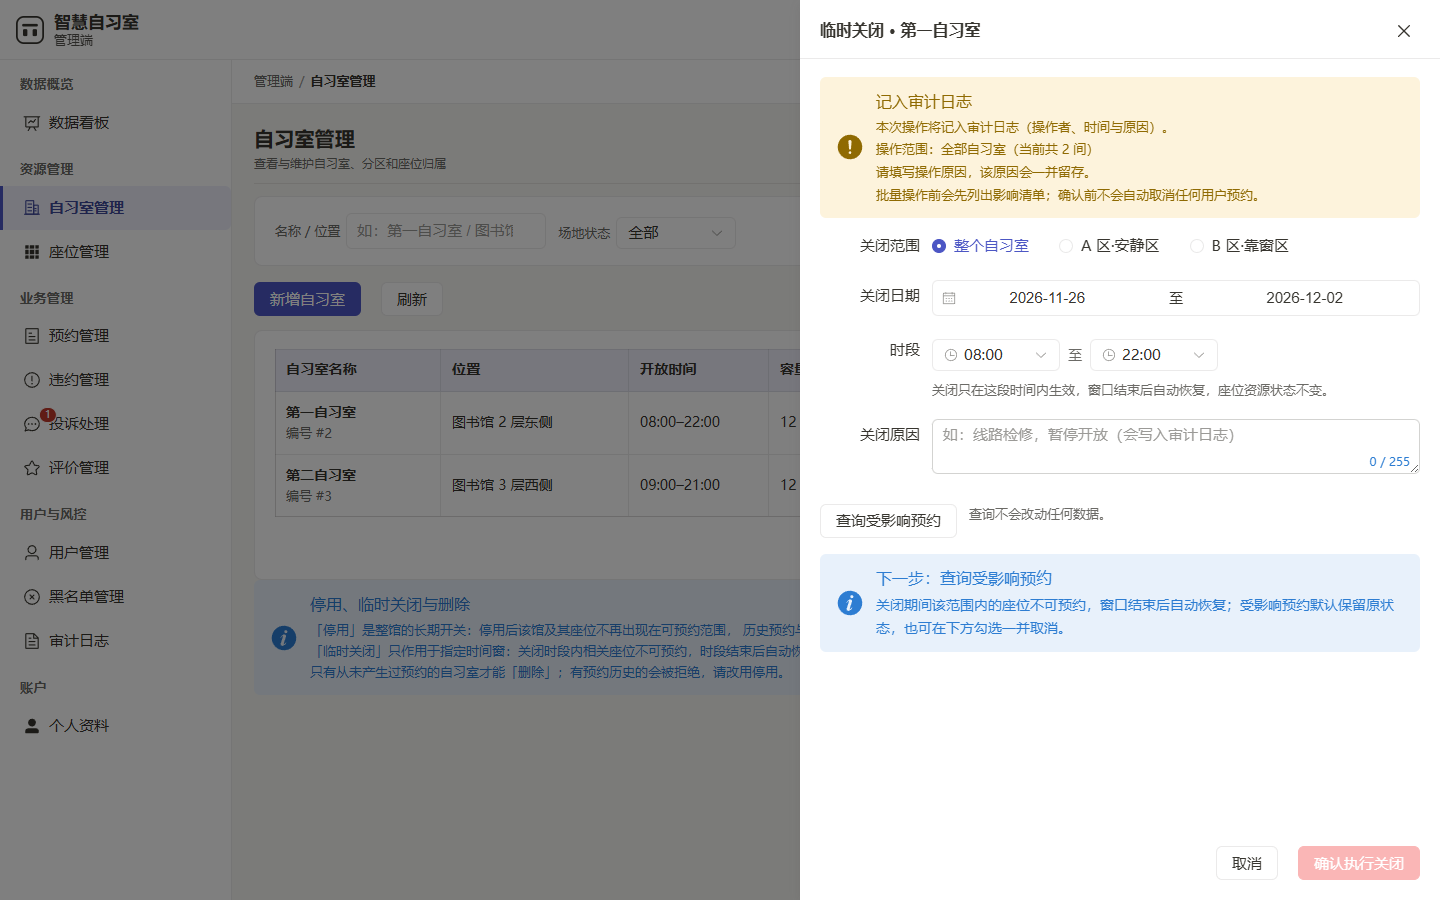 智慧自习室
管理端
数据概览
数据看板
资源管理
自习室管理
座位管理
业务管理
预约管理
违约管理
1
投诉处理
评价管理
用户与风控
用户管理
黑名单管理
审计日志
账户
个人资料
管理端 / 自习室管理
自习室管理
查看与维护自习室、分区和座位归属
名称 / 位置 如：第一自习室 / 图书馆 场地状态 全部
新增自习室 刷新
自习室名称 位置 开放时间
第一自习室
编号 #2
图书馆 2 层东侧 08:00–22:00 12
第二自习室
编号 #3
图书馆 3 层西侧 09:00–21:00 12
停用、临时关闭与删除
「停用」是整馆的长期开关：停用后该馆及其座位不再出现在可预约范围， 历史预约
「临时关闭」只作用于指定时间窗：关闭时段内相关座位不可预约，时段结束后自动
只有从未产生过预约的自习室才能「删除」；有预约历史的会被拒绝，请改用停用。
临时关闭 • 第一自习室
记入审计日志
本次操作将记入审计日志（操作者、时间与原因）。
操作范围：全部自习室（当前共 2 间）
请填写操作原因，该原因会一并留存。
批量操作前会先列出影响清单；确认前不会自动取消任何用户预约。
关闭范围 整个自习室 A 区·安静区 B 区·靠窗区
关闭日期 2026-11-26 至 2026-12-02
时段 08:00 至 22:00
关闭只在这段时间内生效，窗口结束后自动恢复，座位资源状态不变。
关闭原因 如：线路检修，暂停开放（会写入审计日志）
0 / 255
查询受影响预约 查询不会改动任何数据。
下一步：查询受影响预约
关闭期间该范围内的座位不可预约，窗口结束后自动恢复；受影响预约默认保留原状
态，也可在下方勾选一并取消。
取消 确认执行关闭